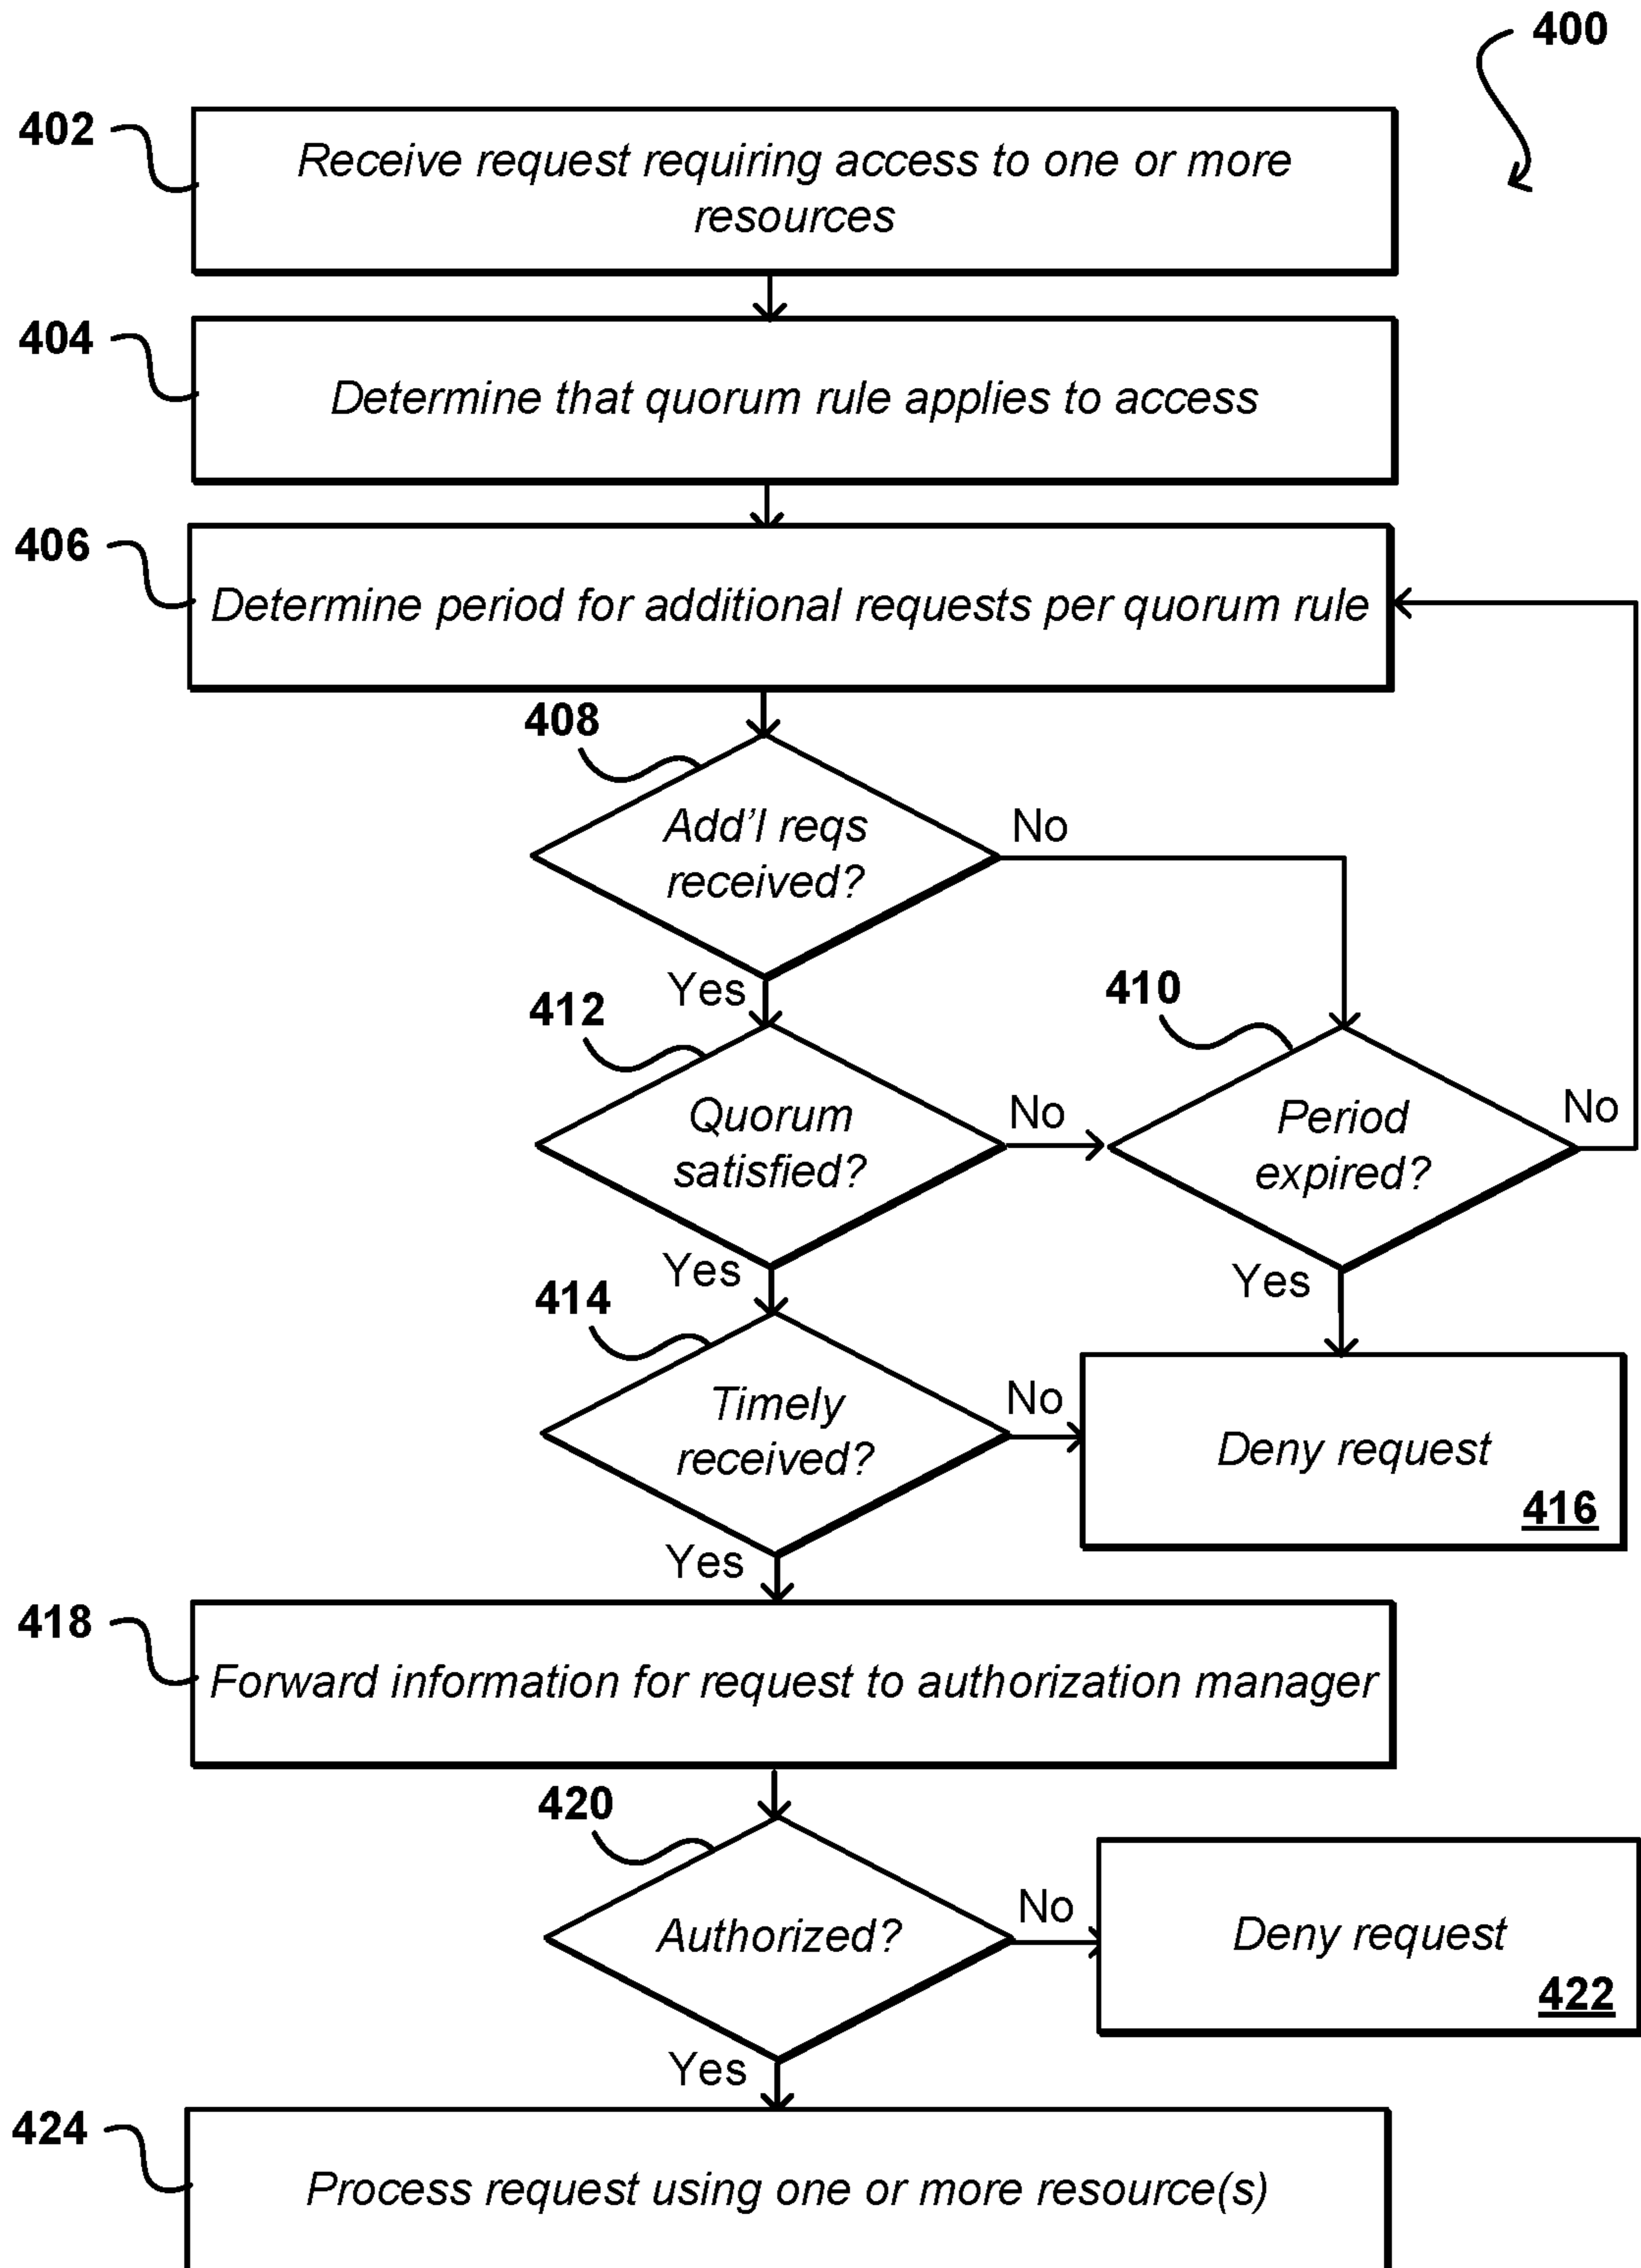 400
402
Receive request requiring access to one or more
resources
404
Determine that quorum rule applies to access
406
Determine period for additional requests per quorum rule
408
Add'l reqs
received?
No
Yes
412
410
Quorum
satisfied?
No
Period
expired?
No
Yes
Yes
414
Timely
received?
No
Deny request
416
Yes
418
Forward information for request to authorization manager
420
Authorized?
No
Deny request
422
Yes
424
Process request using one or more resource(s)